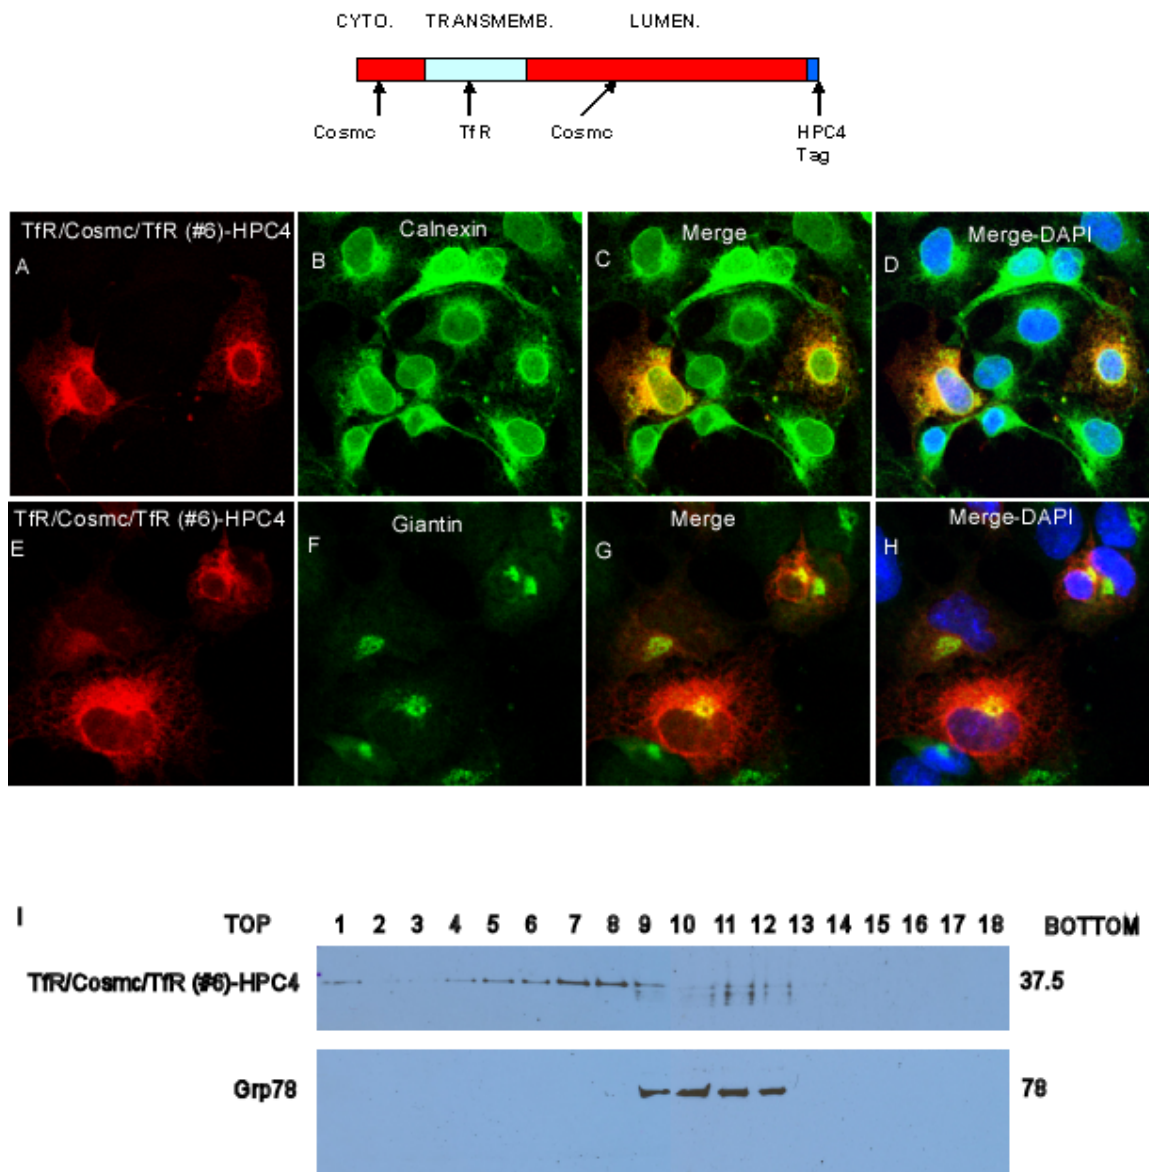 CYTO. TRANSMEMB. LUMEN.
Cosmc TfR Cosmc HPC4
Tag
TfR/Cosmc/TfR (#6)-HPC4 Calnexin Merge Merge-DAPI
A B C D
TfR/Cosmc/TfR (#6)-HPC4 Giantin Merge Merge-DAPI
E F G H
I TOP 1 2 3 4 5 6 7 8 9 10 11 12 13 14 15 16 17 18 BOTTOM
TfR/Cosmc/TfR (#6)-HPC4 37.5
Grp78 78